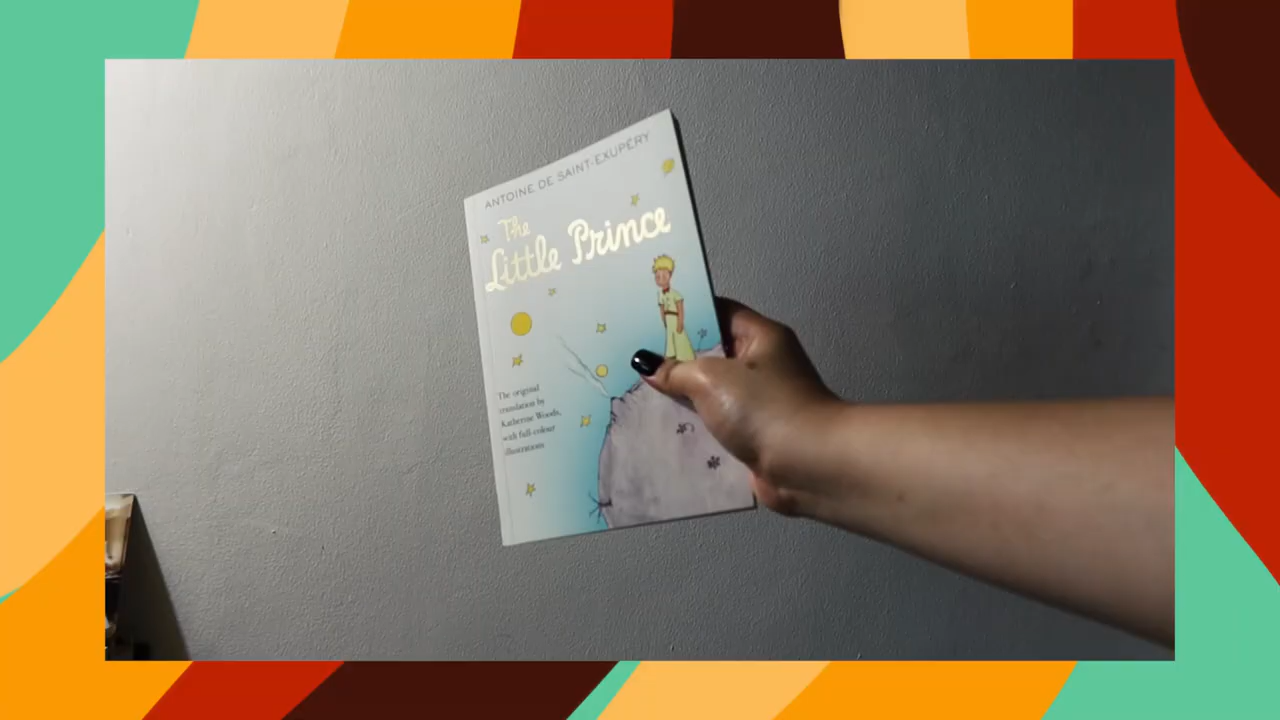 ANTOINE DE SAINT-EXUPÉRY
The
Little Prince
The original
translation by
Katherine Woods,
with full-colour
illustrations